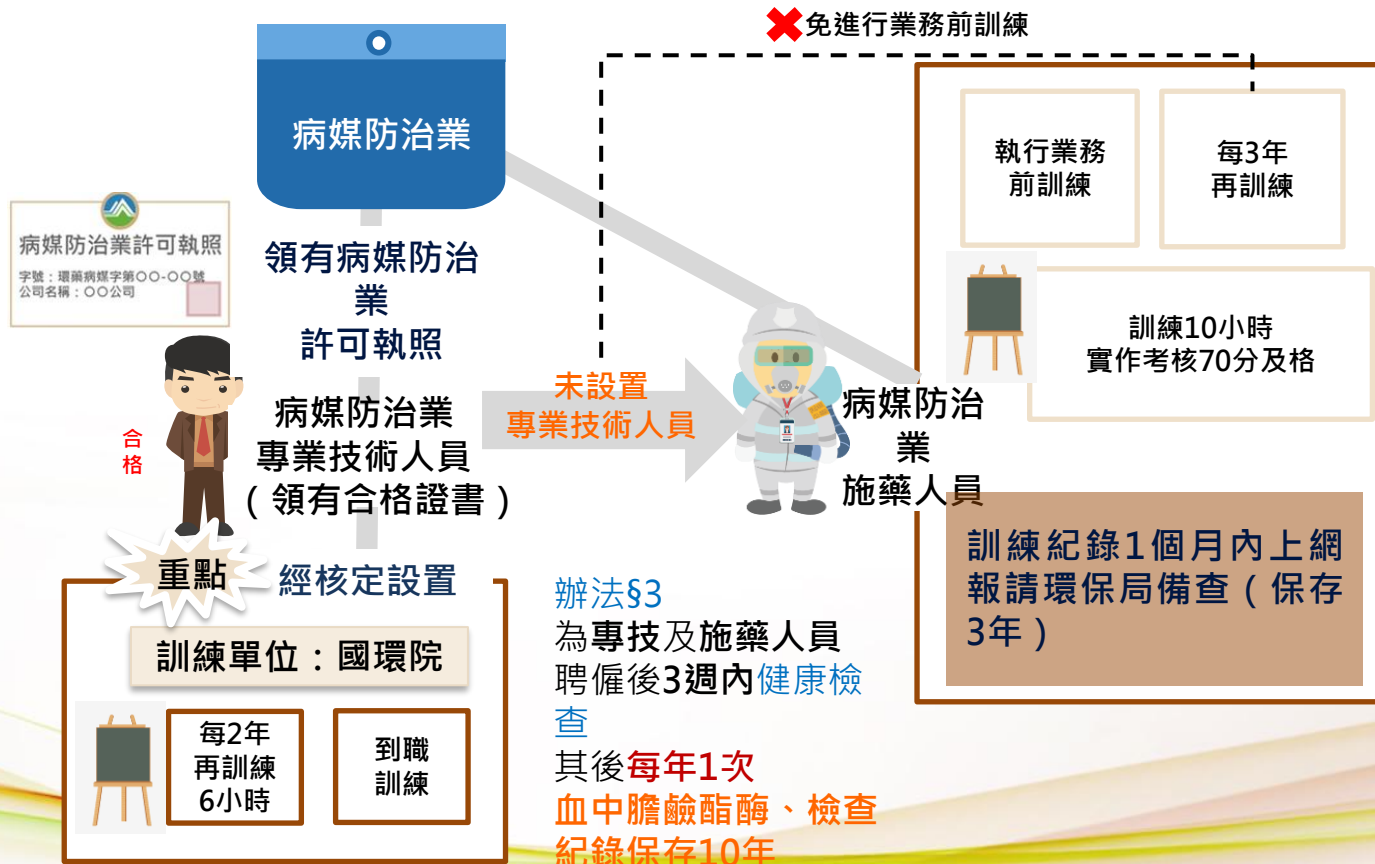 免進行業務前訓練
病媒防治業
病媒防治業許可執照
字號：環藥病媒字第〇〇-〇〇號
公司名稱：〇〇公司
領有病媒防治
業
許可執照
合
格
病媒防治業
專業技術人員
（領有合格證書）
未設置
專業技術人員
病媒防治
業
施藥人員
執行業務
前訓練
每3年
再訓練
訓練10小時
實作考核70分及格
訓練紀錄1個月內上網
報請環保局備查（保存
3年）
重點
經核定設置
訓練單位：國環院
每2年
再訓練
6小時
到職
訓練
辦法§3
為專技及施藥人員
聘僱後3週內健康檢
查
其後每年1次
血中膽鹼酯酶、檢查
紀錄保存10年